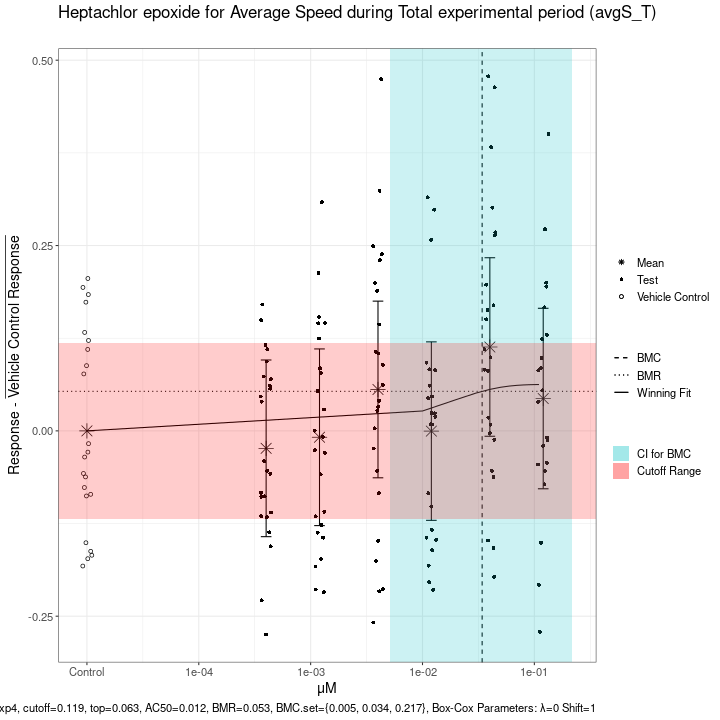 Heptachlor epoxide for Average Speed during Total experimental period (avgS_T)
Response - Vehicle Control Response
0.50
0.25
0.00
-0.25
Control
1e-04
1e-03
1e-02
1e-01
µM
Mean
Test
Vehicle Control
BMC
BMR
Winning Fit
CI for BMC
Cutoff Range
xp4, cutoff=0.119, top=0.063, AC50=0.012, BMR=0.053, BMC.set={0.005, 0.034, 0.217}, Box-Cox Parameters: λ=0 Shift=1